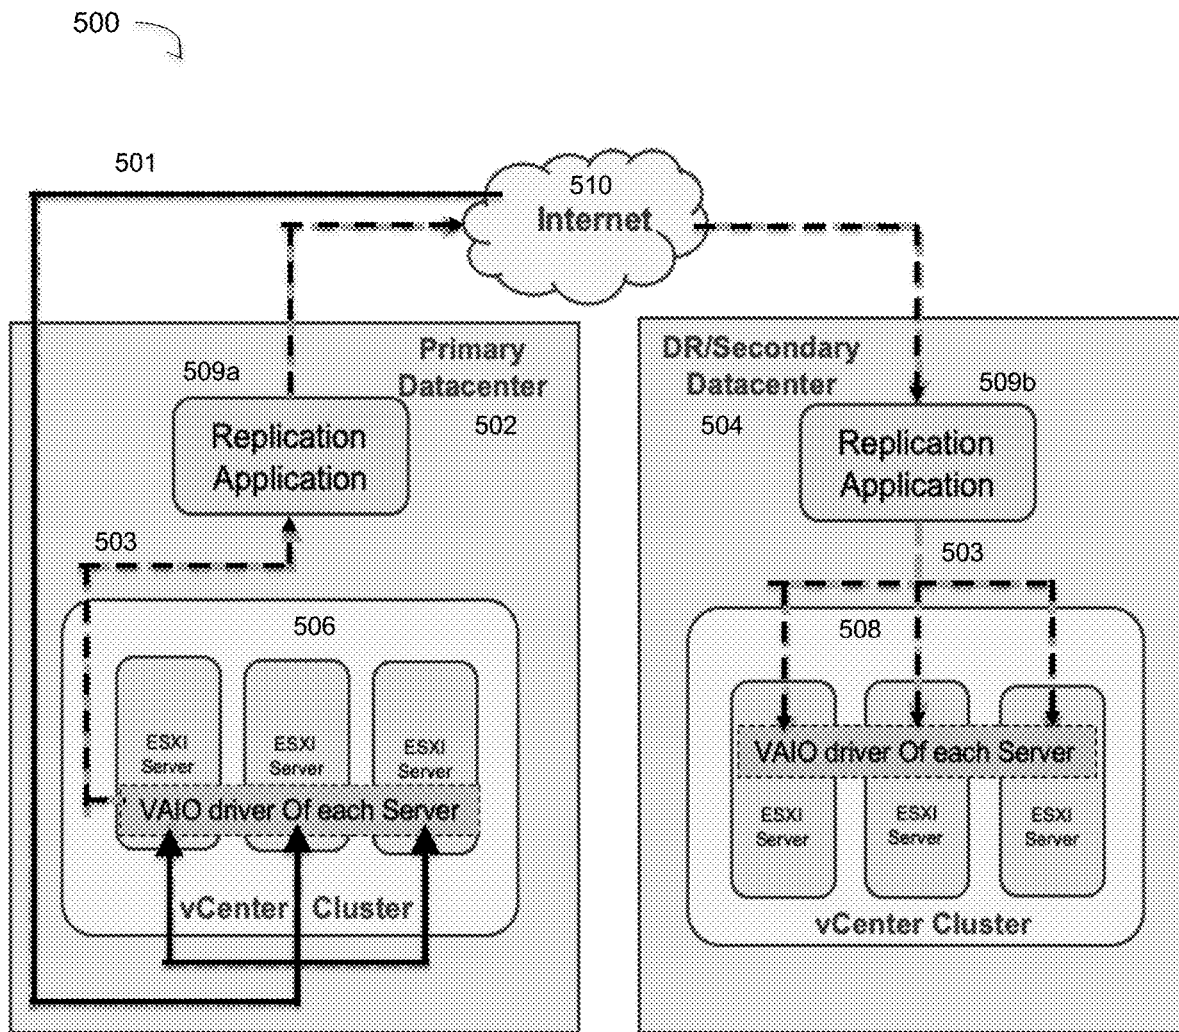 500
501
510
Internet
Primary
Datacenter
502
509a
Replication
Application
503
506
ESXI
Server
ESXI
Server
ESXI
Server
VAIO driver Of each Server
vCenter Cluster
DR/Secondary
Datacenter
504
509b
Replication
Application
503
508
VAIO driver Of each Server
ESXI
Server
ESXI
Server
ESXI
Server
vCenter Cluster